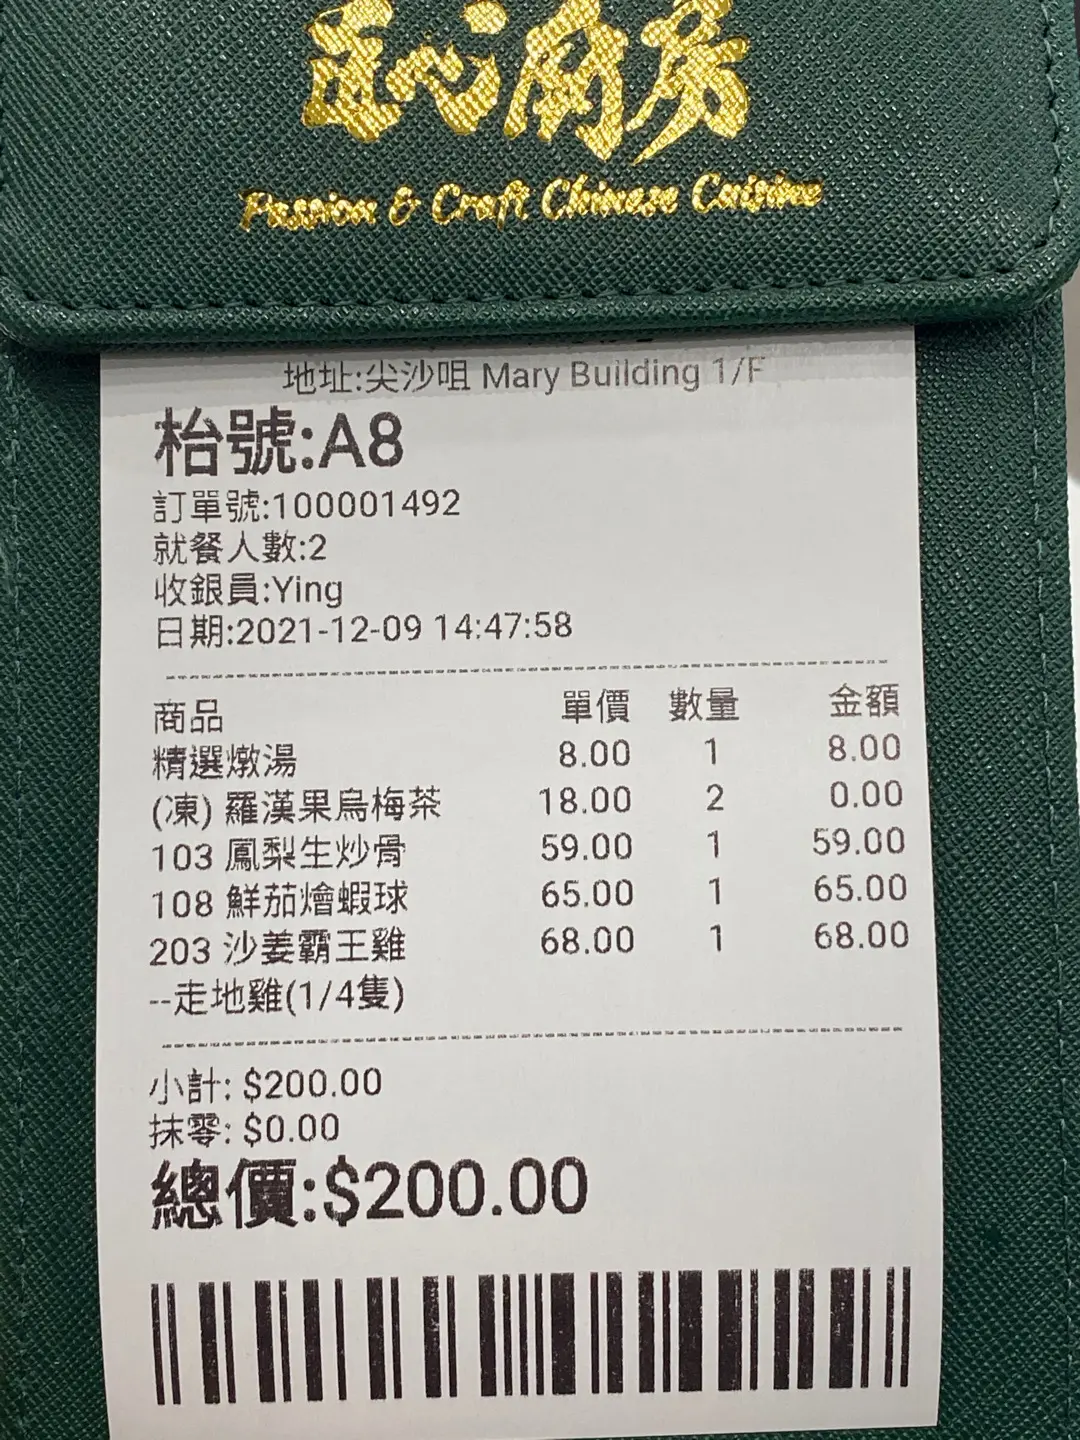 心廚房
Passion & Craft Chinese Cuisine
地址:尖沙咀 Mary Building 1/F
枱號:A8
訂單號:100001492
就餐人數:2
收銀員:Ying
日期:2021-12-09 14:47:58
商品 單價 數量 金額
精選燉湯 8.00 1 8.00
(凍) 羅漢果烏梅茶 18.00 2 0.00
103 鳳梨生炒骨 59.00 1 59.00
108 鮮茄燴蝦球 65.00 1 65.00
203 沙姜霸王雞 68.00 1 68.00
--走地雞(1/4隻)
小計: $200.00
抹零: $0.00
總價:$200.00